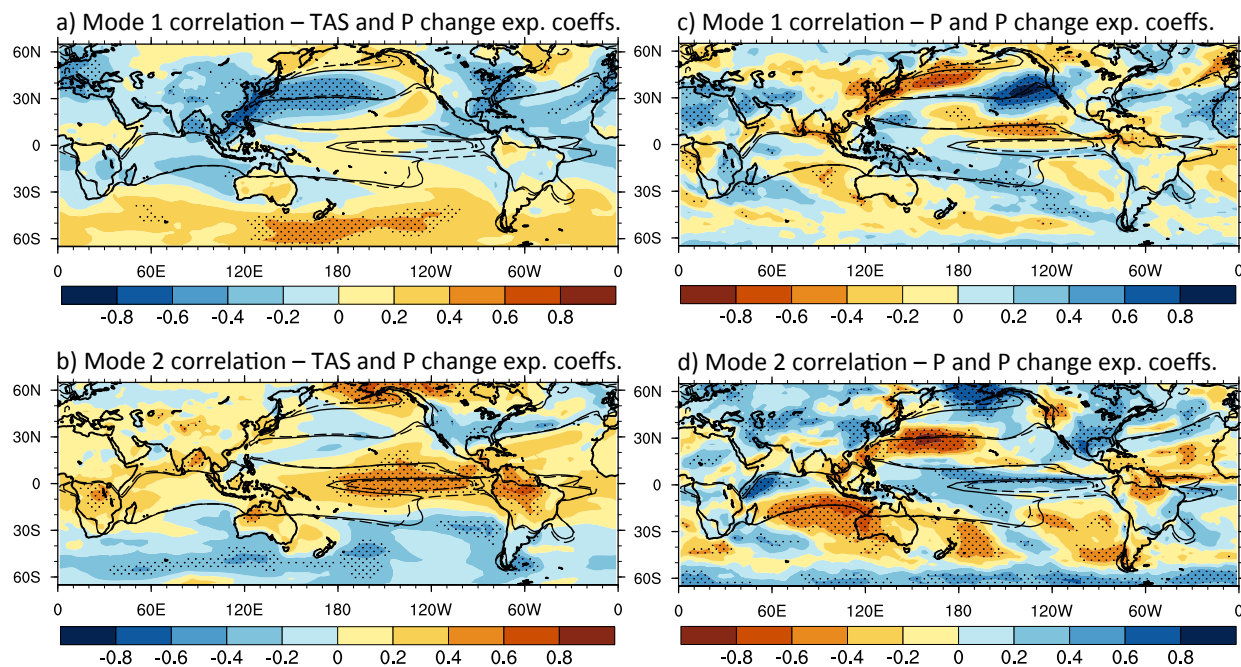 a) Mode 1 correlation – TAS and P change exp. coeffs.
60N
30N
0
30S
60S
0 60E 120E 180 120W 60W 0
-0.8 -0.6 -0.4 -0.2 0 0.2 0.4 0.6 0.8
c) Mode 1 correlation – P and P change exp. coeffs.
60N
30N
0
30S
60S
0 60E 120E 180 120W 60W 0
-0.8 -0.6 -0.4 -0.2 0 0.2 0.4 0.6 0.8
b) Mode 2 correlation – TAS and P change exp. coeffs.
60N
30N
0
30S
60S
0 60E 120E 180 120W 60W 0
-0.8 -0.6 -0.4 -0.2 0 0.2 0.4 0.6 0.8
d) Mode 2 correlation – P and P change exp. coeffs.
60N
30N
0
30S
60S
0 60E 120E 180 120W 60W 0
-0.8 -0.6 -0.4 -0.2 0 0.2 0.4 0.6 0.8